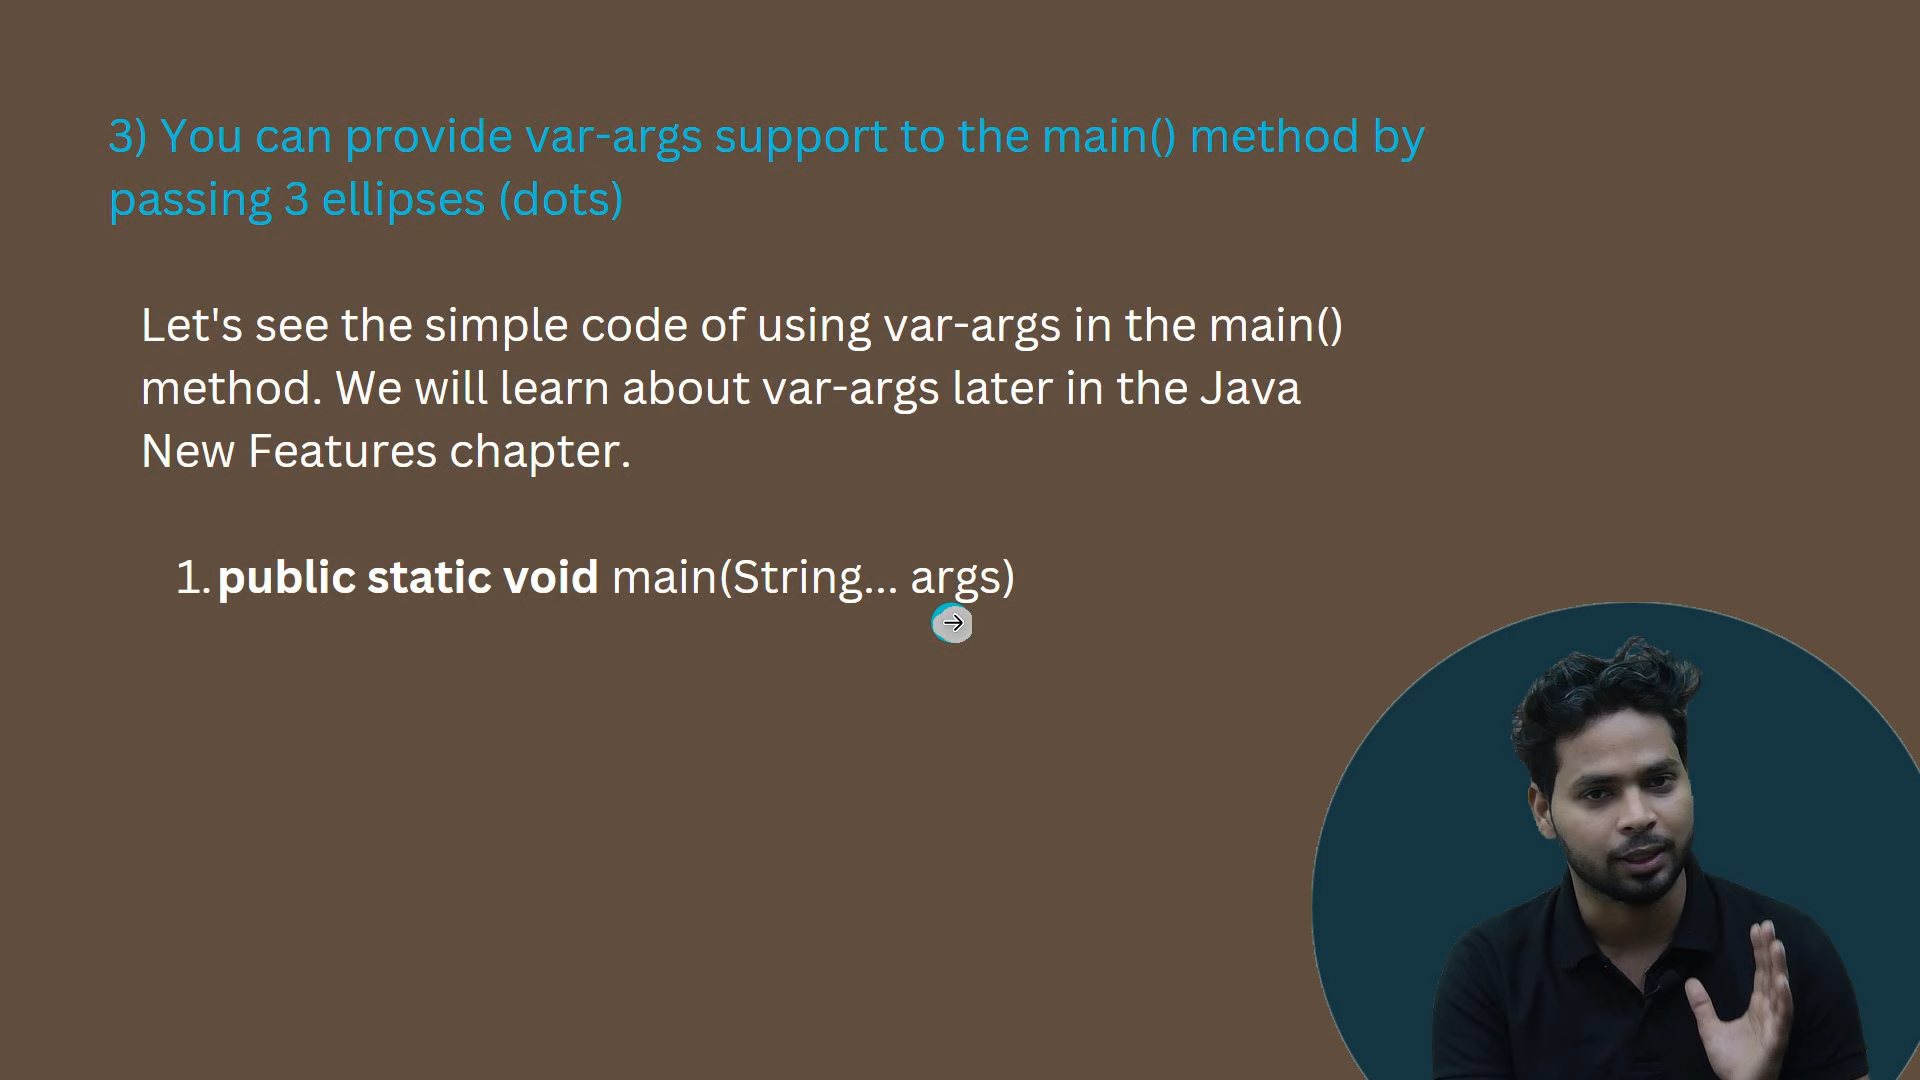 3) You can provide var-args support to the main() method by
passing 3 ellipses (dots)
Let's see the simple code of using var-args in the main()
method. We will learn about var-args later in the Java
New Features chapter.
1. public static void main(String... args)